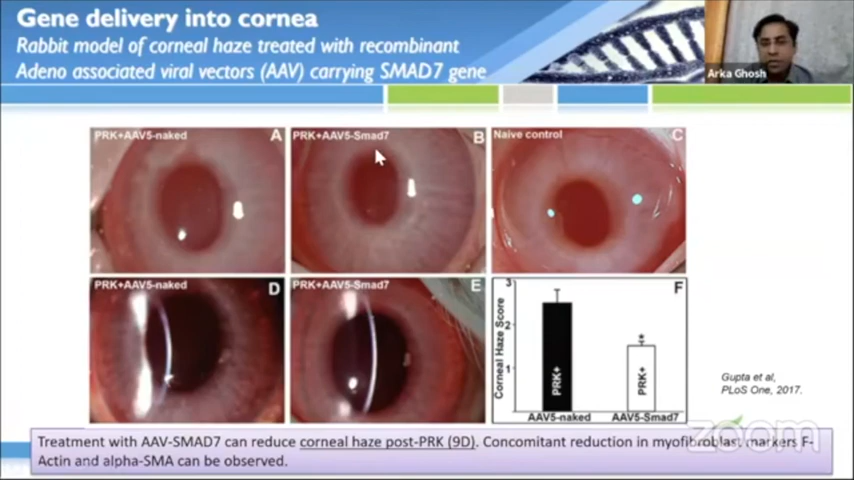 Gene delivery into cornea
Rabbit model of corneal haze treated with recombinant
Adeno associated viral vectors (AAV) carrying SMAD7 gene
Arka Ghosh
PRK+AAV5-naked
A
PRK+AAV5-Smad7
B
Naive control
C
PRK+AAV5-naked
D
PRK+AAV5-Smad7
E
F
Corneal Haze Score
3
2
1
PRK+
PRK+
AAV5-naked
AAV5-Smad7
Gupta et al,
PLoS One, 2017.
zoom
Treatment with AAV-SMAD7 can reduce corneal haze post-PRK (9D). Concomitant reduction in myofibroblast markers F-
Actin and alpha-SMA can be observed.